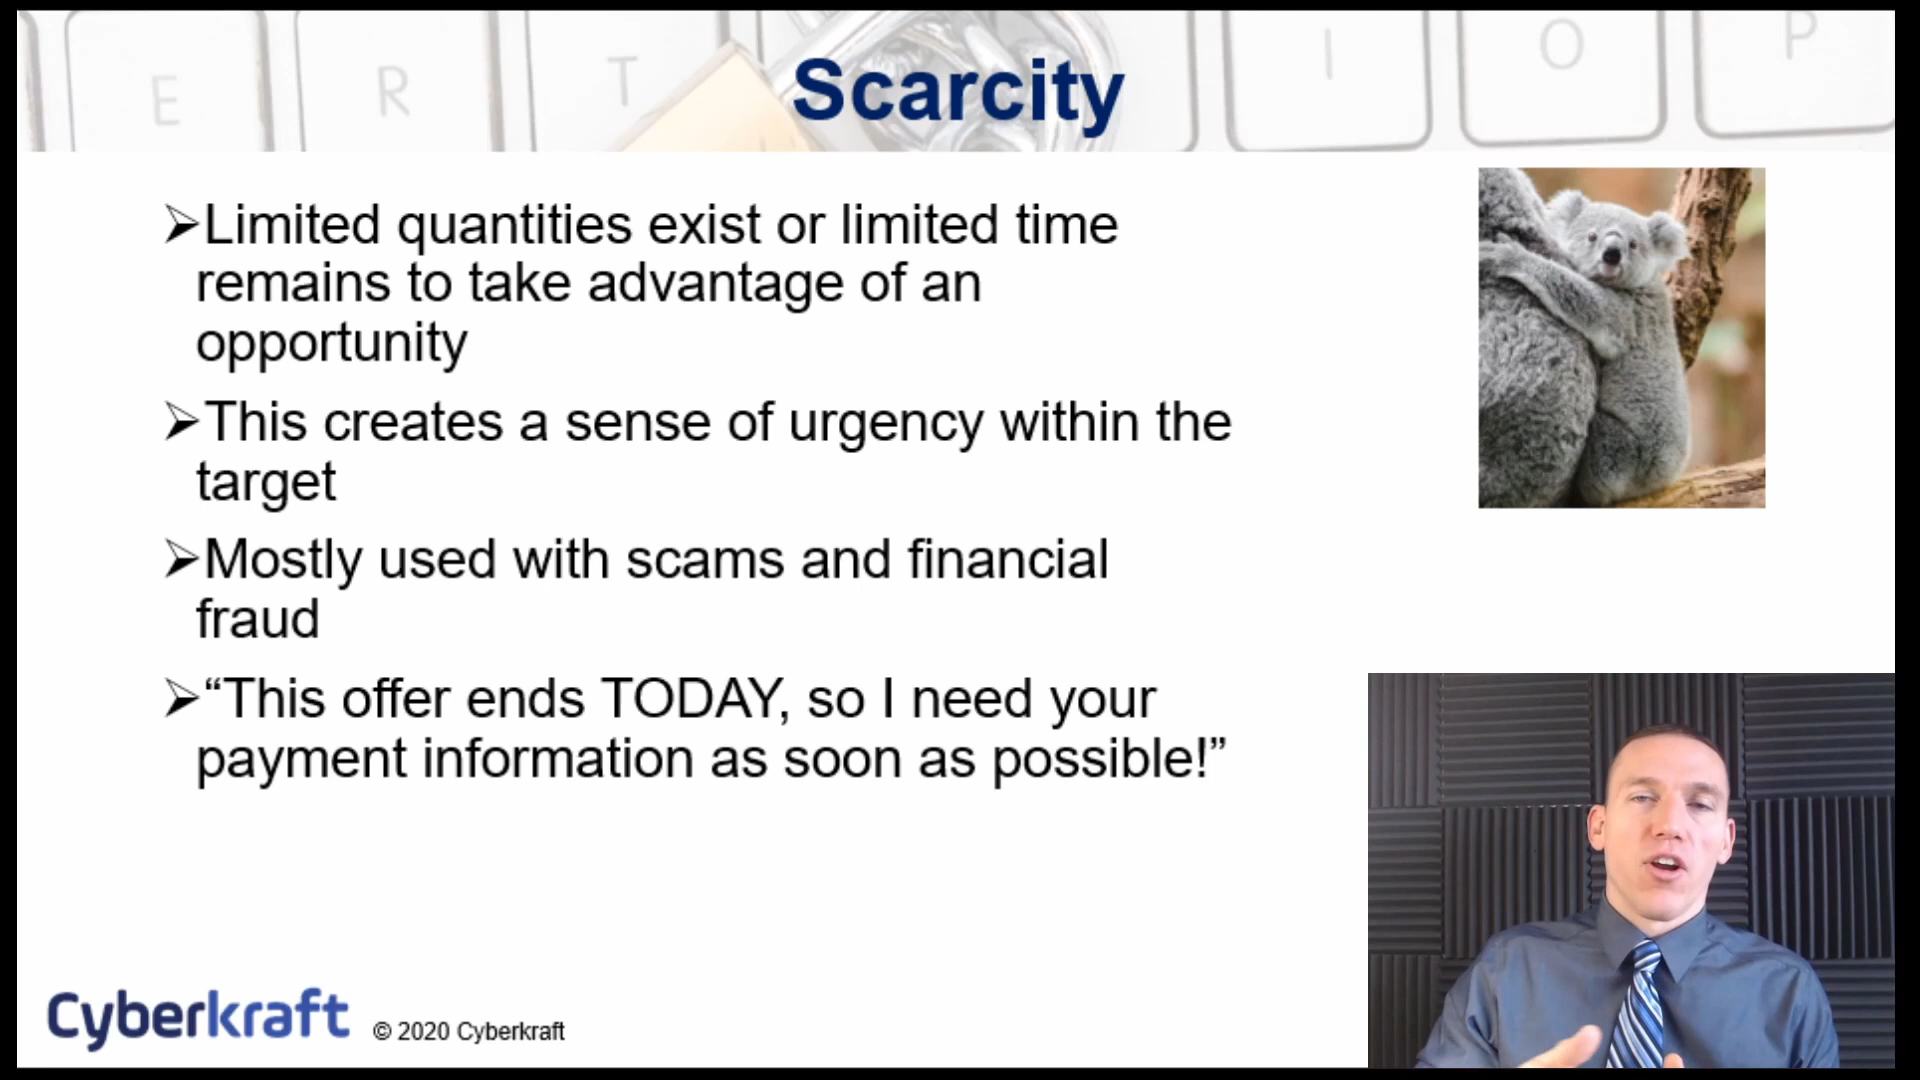 E R T I O P
Scarcity
➢Limited quantities exist or limited time
remains to take advantage of an
opportunity
➢This creates a sense of urgency within the
target
➢Mostly used with scams and financial
fraud
➢“This offer ends TODAY, so I need your
payment information as soon as possible!”
Cyberkraft © 2020 Cyberkraft